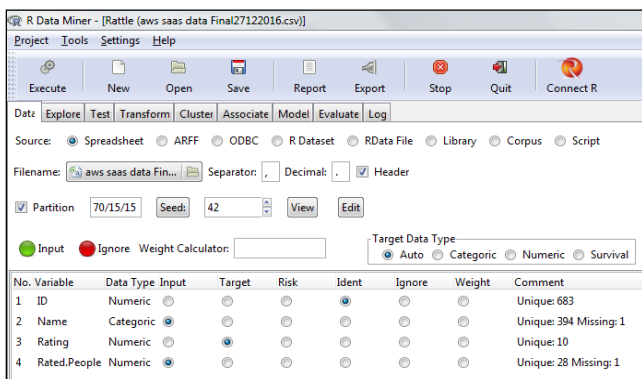 R Data Miner - [Rattle (aws saas data Final27122016.csv)]
Project Tools Settings Help
Execute New Open Save Report Export Stop Quit Connect R
Data Explore Test Transform Cluster Associate Model Evaluate Log
Source: Spreadsheet ARFF ODBC R Dataset RData File Library Corpus Script
Filename: aws saas data Fin... Separator: , Decimal: . Header
Partition 70/15/15 Seed: 42 View Edit
Target Data Type
Input Ignore Weight Calculator: Auto Categoric Numeric Survival
No. Variable Data Type Input Target Risk Ident Ignore Weight Comment
1 ID Numeric Unique: 683
2 Name Categoric Unique: 394 Missing: 1
3 Rating Numeric Unique: 10
4 Rated.People Numeric Unique: 28 Missing: 1